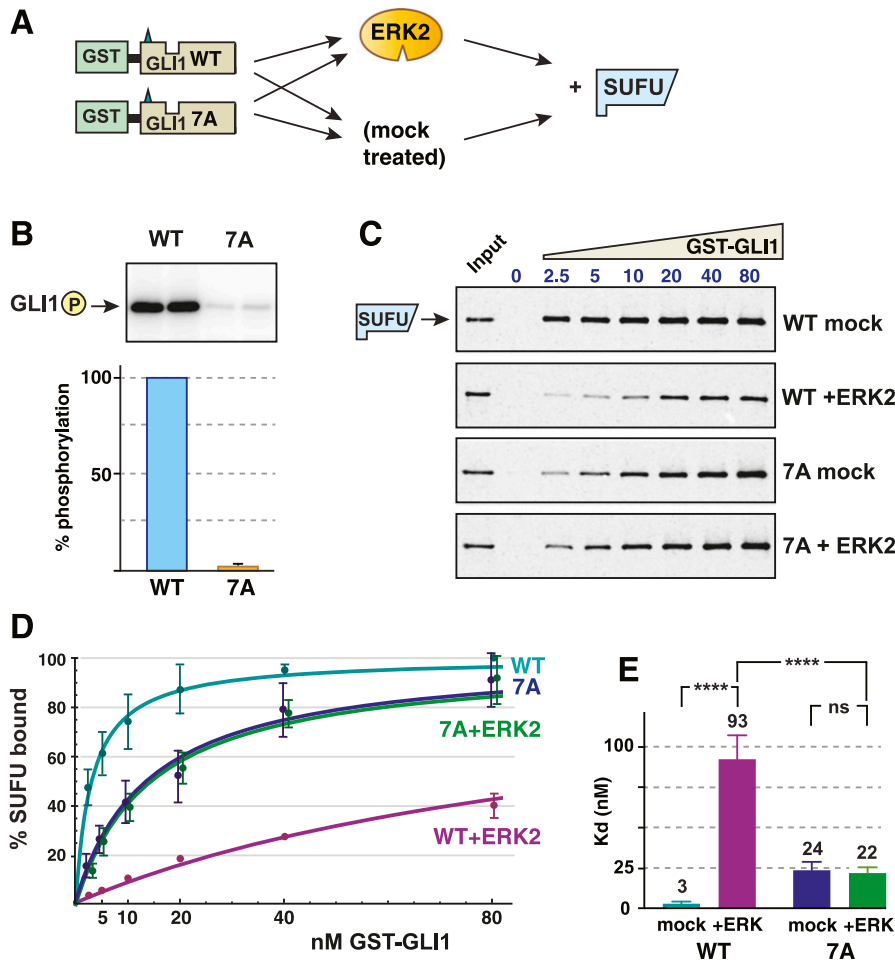 A
GST GLI1 WT
GST GLI1 7A
ERK2
(mock
treated)
+ SUFU
B
WT 7A
GLI1 P
% phosphorylation
100
50
WT 7A
C
Input
GST-GLI1
0 2.5 5 10 20 40 80
SUFU
WT mock
WT +ERK2
7A mock
7A + ERK2
D
% SUFU bound
100
80
60
40
20
WT
7A
7A+ERK2
WT+ERK2
5 10 20 40 80
nM GST-GLI1
E
Kd (nM)
100
25
0
****
****
ns
93
3
24
22
mock +ERK mock +ERK
WT 7A